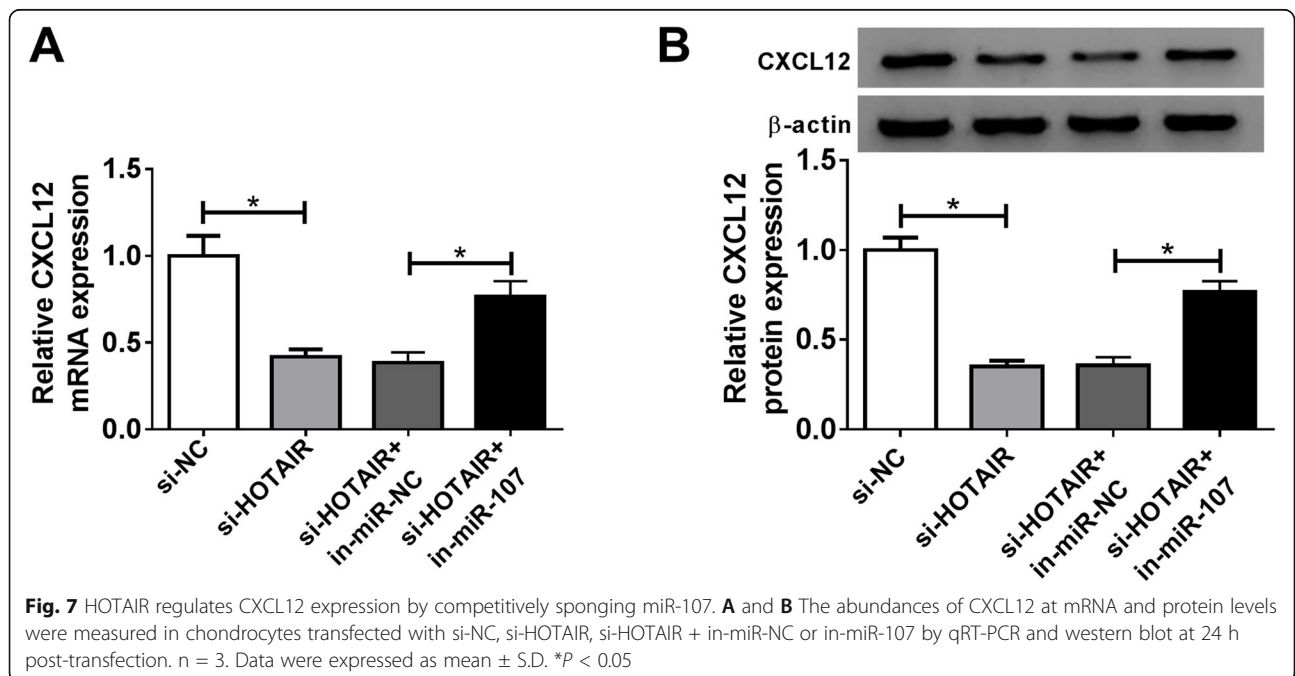 A
Relative CXCL12
mRNA expression
1.5
1.0
0.5
0.0
*
*
si-NC
si-HOTAIR
si-HOTAIR+
in-miR-NC
si-HOTAIR+
in-miR-107
B
CXCL12
β-actin
Relative CXCL12
protein expression
1.5
1.0
0.5
0.0
*
*
si-NC
si-HOTAIR
si-HOTAIR+
in-miR-NC
si-HOTAIR+
in-miR-107
Fig. 7 HOTAIR regulates CXCL12 expression by competitively sponging miR-107. A and B The abundances of CXCL12 at mRNA and protein levels
were measured in chondrocytes transfected with si-NC, si-HOTAIR, si-HOTAIR + in-miR-NC or in-miR-107 by qRT-PCR and western blot at 24 h
post-transfection. n = 3. Data were expressed as mean ± S.D. *P < 0.05